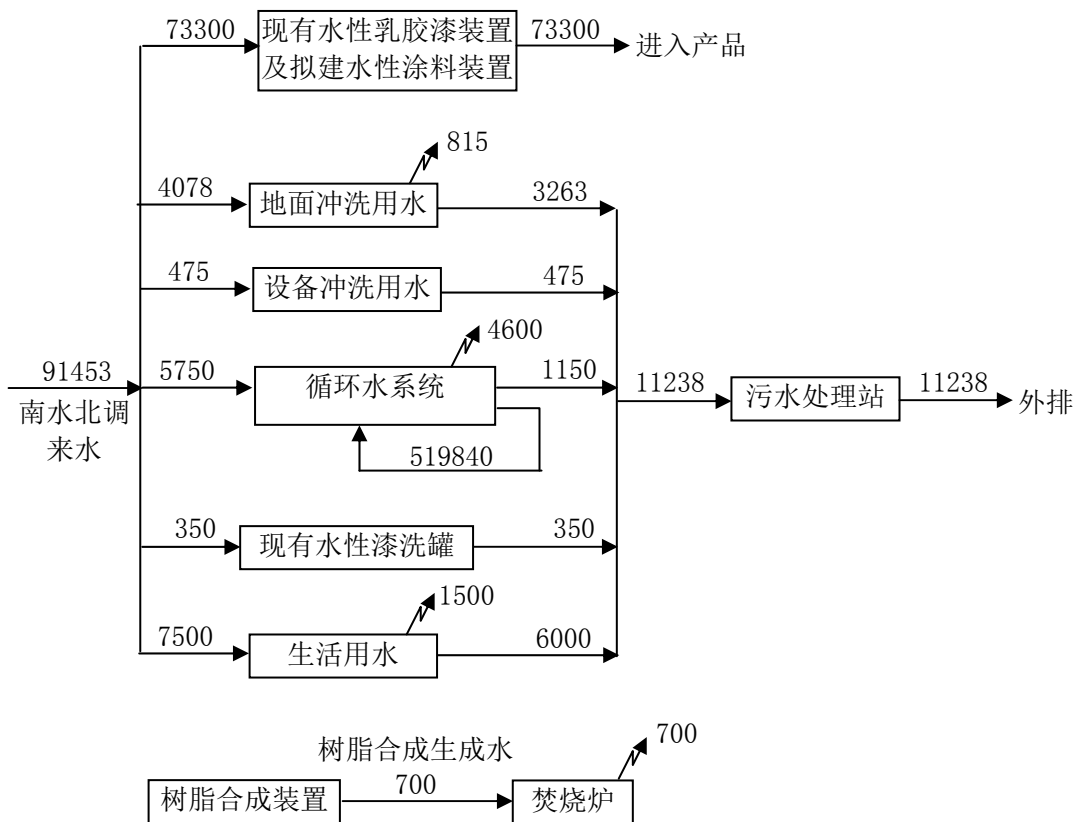 73300
现有水性乳胶漆装置
及拟建水性涂料装置
73300
进入产品
815
4078
地面冲洗用水
3263
475
设备冲洗用水
475
4600
91453
南水北调
来水
5750
循环水系统
1150
519840
11238
污水处理站
11238
外排
350
现有水性漆洗罐
350
1500
7500
生活用水
6000
树脂合成生成水
700
700
树脂合成装置
焚烧炉